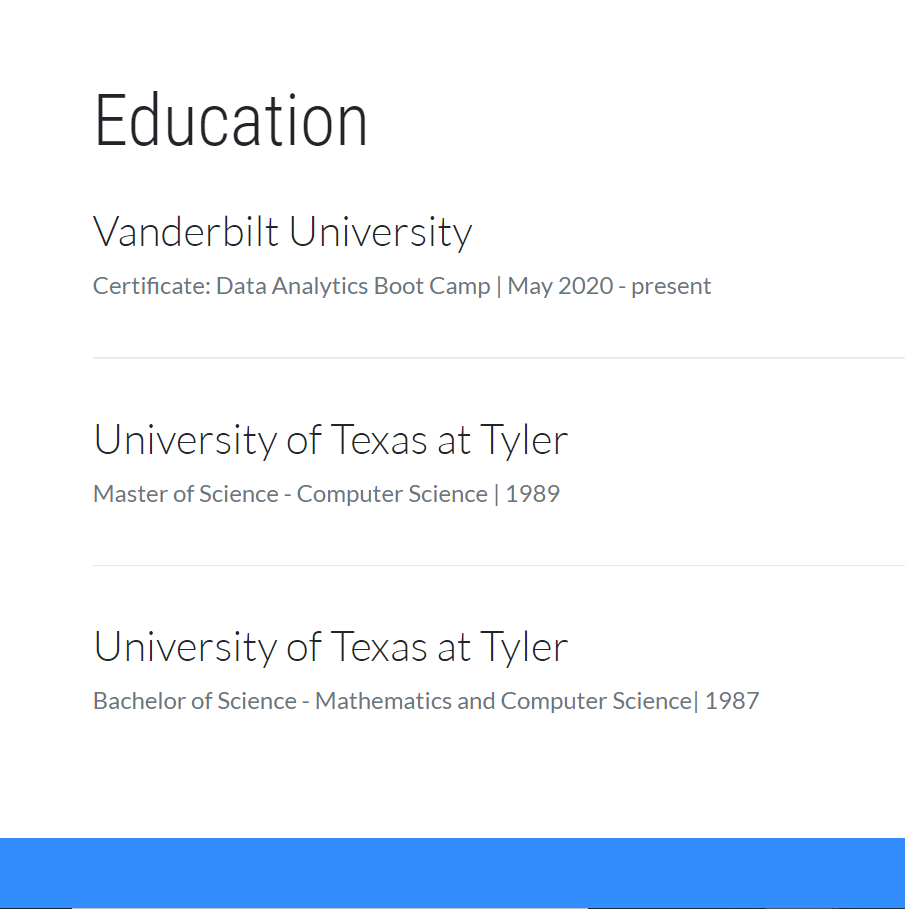 Education
Vanderbilt University
Certificate: Data Analytics Boot Camp | May 2020 - present
University of Texas at Tyler
Master of Science - Computer Science | 1989
University of Texas at Tyler
Bachelor of Science - Mathematics and Computer Science| 1987